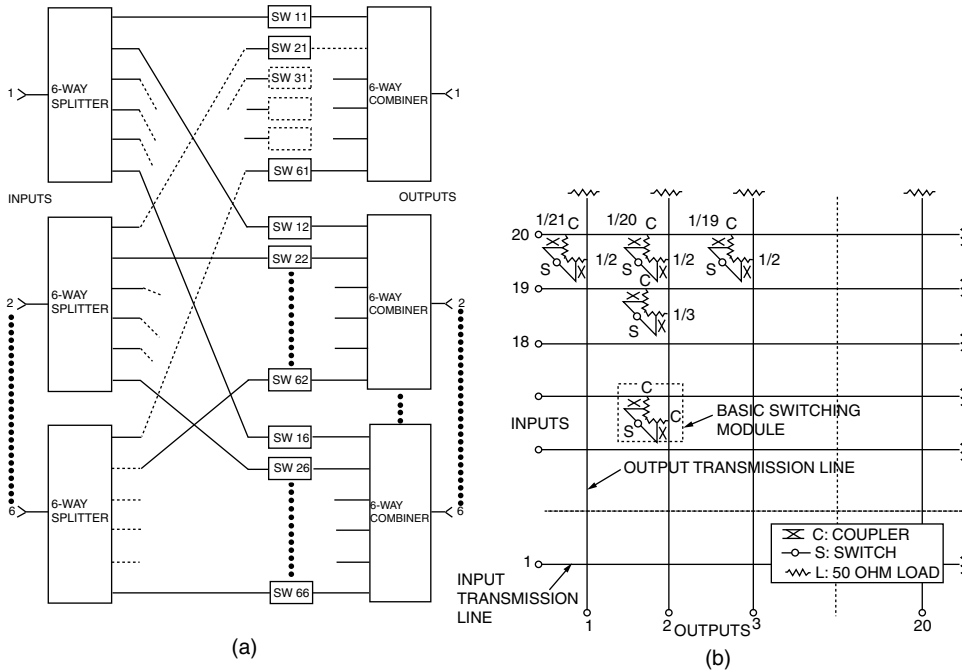 SW 11
SW 21
SW 31
1
6-WAY
SPLITTER
6-WAY
COMBINER
1
SW 61
INPUTS
OUTPUTS
SW 12
SW 22
2
6-WAY
SPLITTER
6-WAY
COMBINER
2
SW 62
SW 16
SW 26
6
6-WAY
SPLITTER
6-WAY
COMBINER
6
SW 66
(a)
1/21 C
1/20 C
1/19 C
20
S
1/2
S
1/2
S
1/2
19
C
S
1/3
18
INPUTS
C
C
S
BASIC SWITCHING
MODULE
OUTPUT TRANSMISSION LINE
C: COUPLER
S: SWITCH
L: 50 OHM LOAD
1
INPUT
TRANSMISSION
LINE
1
2
OUTPUTS
3
20
(b)